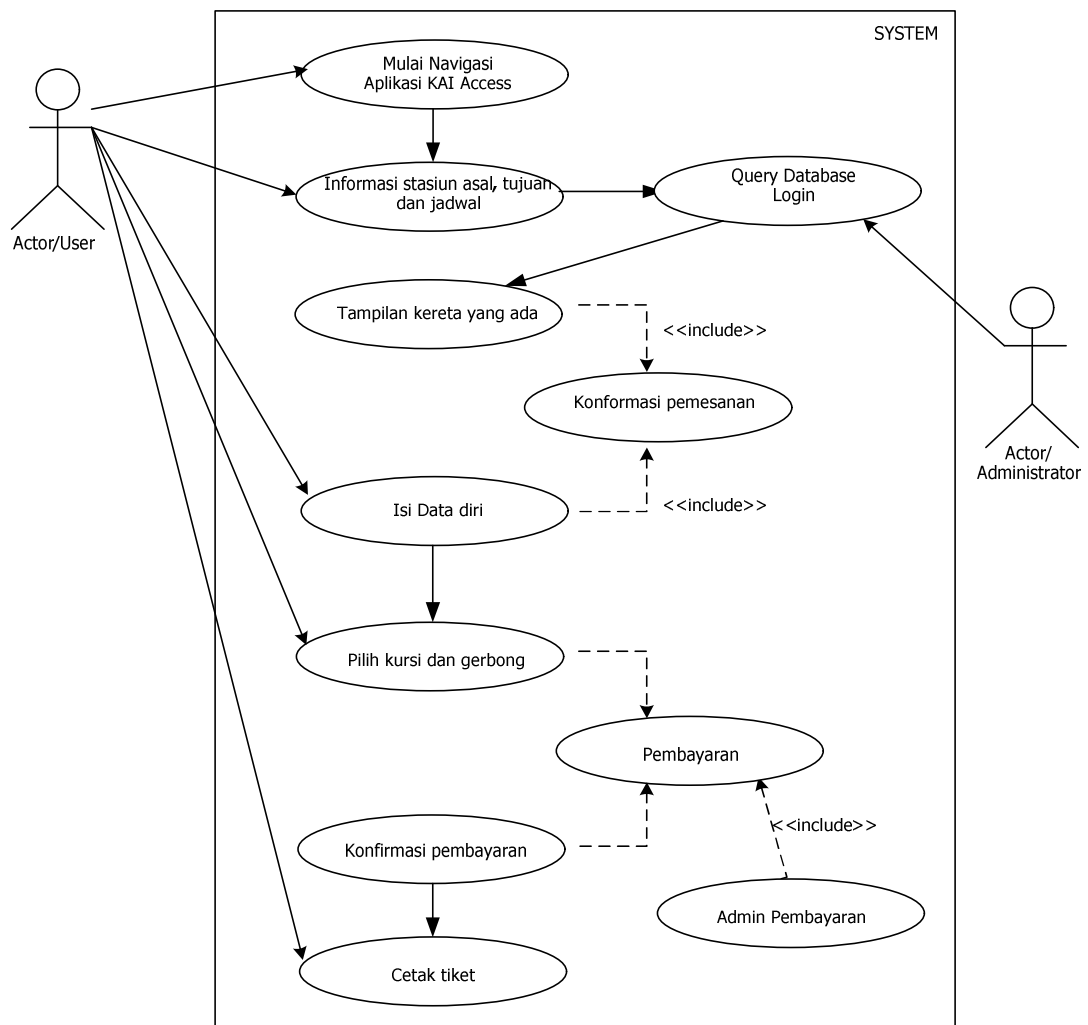 SYSTEM
Mulai Navigasi
Aplikasi KAI Access
Actor/User
Informasi stasiun asal, tujuan
dan jadwal
Query Database
Login
Tampilan kereta yang ada
<<include>>
Konformasi pemesanan
Actor/
Administrator
Isi Data diri
<<include>>
Pilih kursi dan gerbong
Pembayaran
<<include>>
Konfirmasi pembayaran
Admin Pembayaran
Cetak tiket